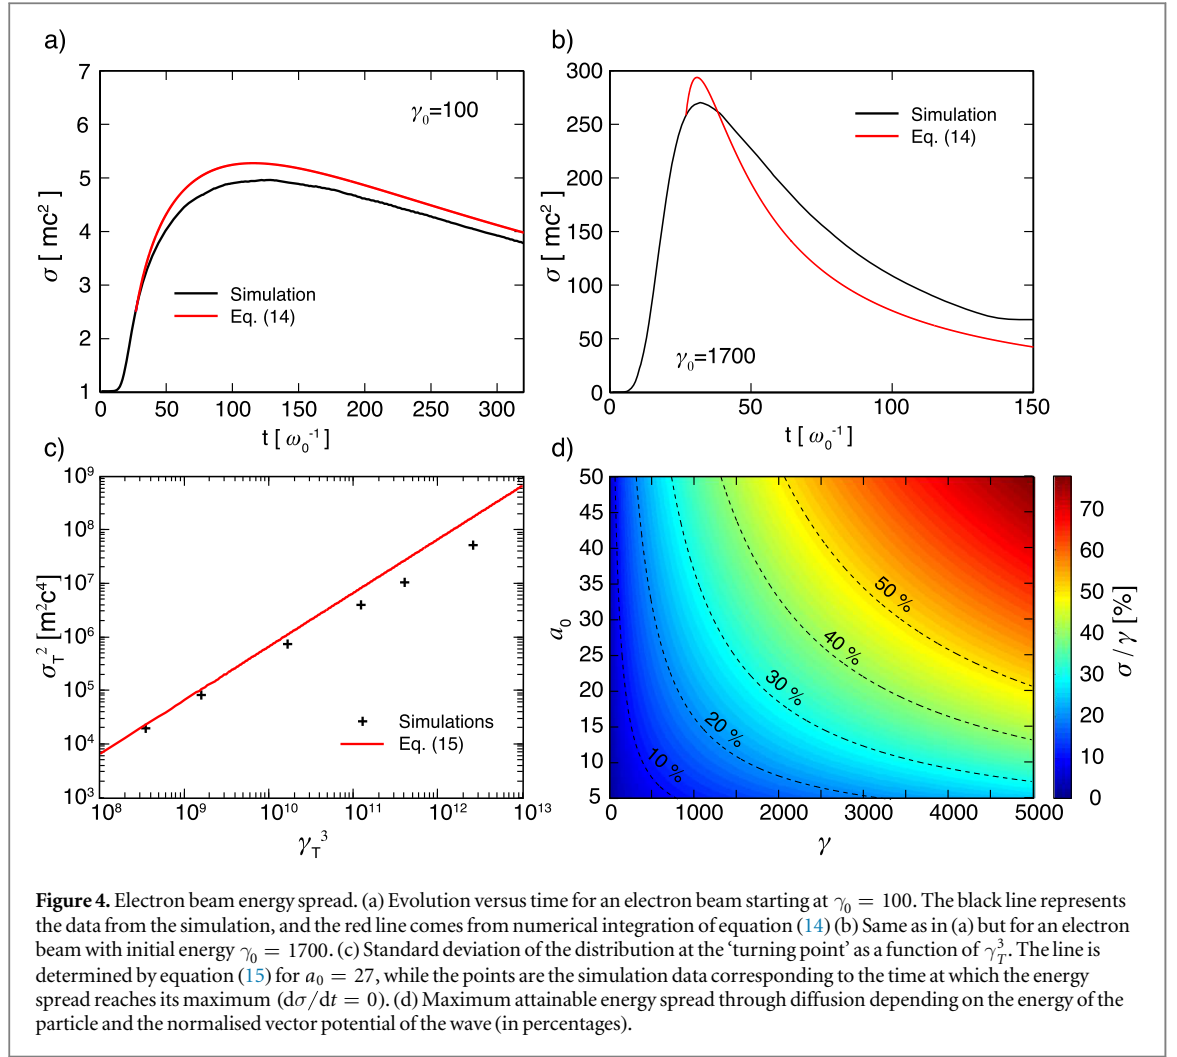 a)
7
6
5
4
3
2
1
σ [ mc²]
γ₀=100
Simulation
Eq. (14)
0 50 100 150 200 250 300
t [ ω₀⁻¹]
b)
300
250
200
150
100
50
0
σ [ mc²]
Simulation
Eq. (14)
γ₀=1700
0 50 100 150
t [ ω₀⁻¹]
c)
10⁹
10⁸
10⁷
10⁶
10⁵
10⁴
10³
σ_T² [m²c⁴]
Simulations
Eq. (15)
10⁸ 10⁹ 10¹⁰ 10¹¹ 10¹² 10¹³
γ_T³
d)
50
45
40
35
30
25
20
15
10
5
a₀
50 %
40 %
30 %
20 %
10 %
0 1000 2000 3000 4000 5000
γ
70
60
50
40
30
20
10
0
σ / γ [%]
Figure 4. Electron beam energy spread. (a) Evolution versus time for an electron beam starting at γ₀ = 100. The black line represents
the data from the simulation, and the red line comes from numerical integration of equation (14) (b) Same as in (a) but for an electron
beam with initial energy γ₀ = 1700. (c) Standard deviation of the distribution at the ‘turning point’ as a function of γ_T³. The line is
determined by equation (15) for a₀ = 27, while the points are the simulation data corresponding to the time at which the energy
spread reaches its maximum (dσ/dt = 0). (d) Maximum attainable energy spread through diffusion depending on the energy of the
particle and the normalised vector potential of the wave (in percentages).